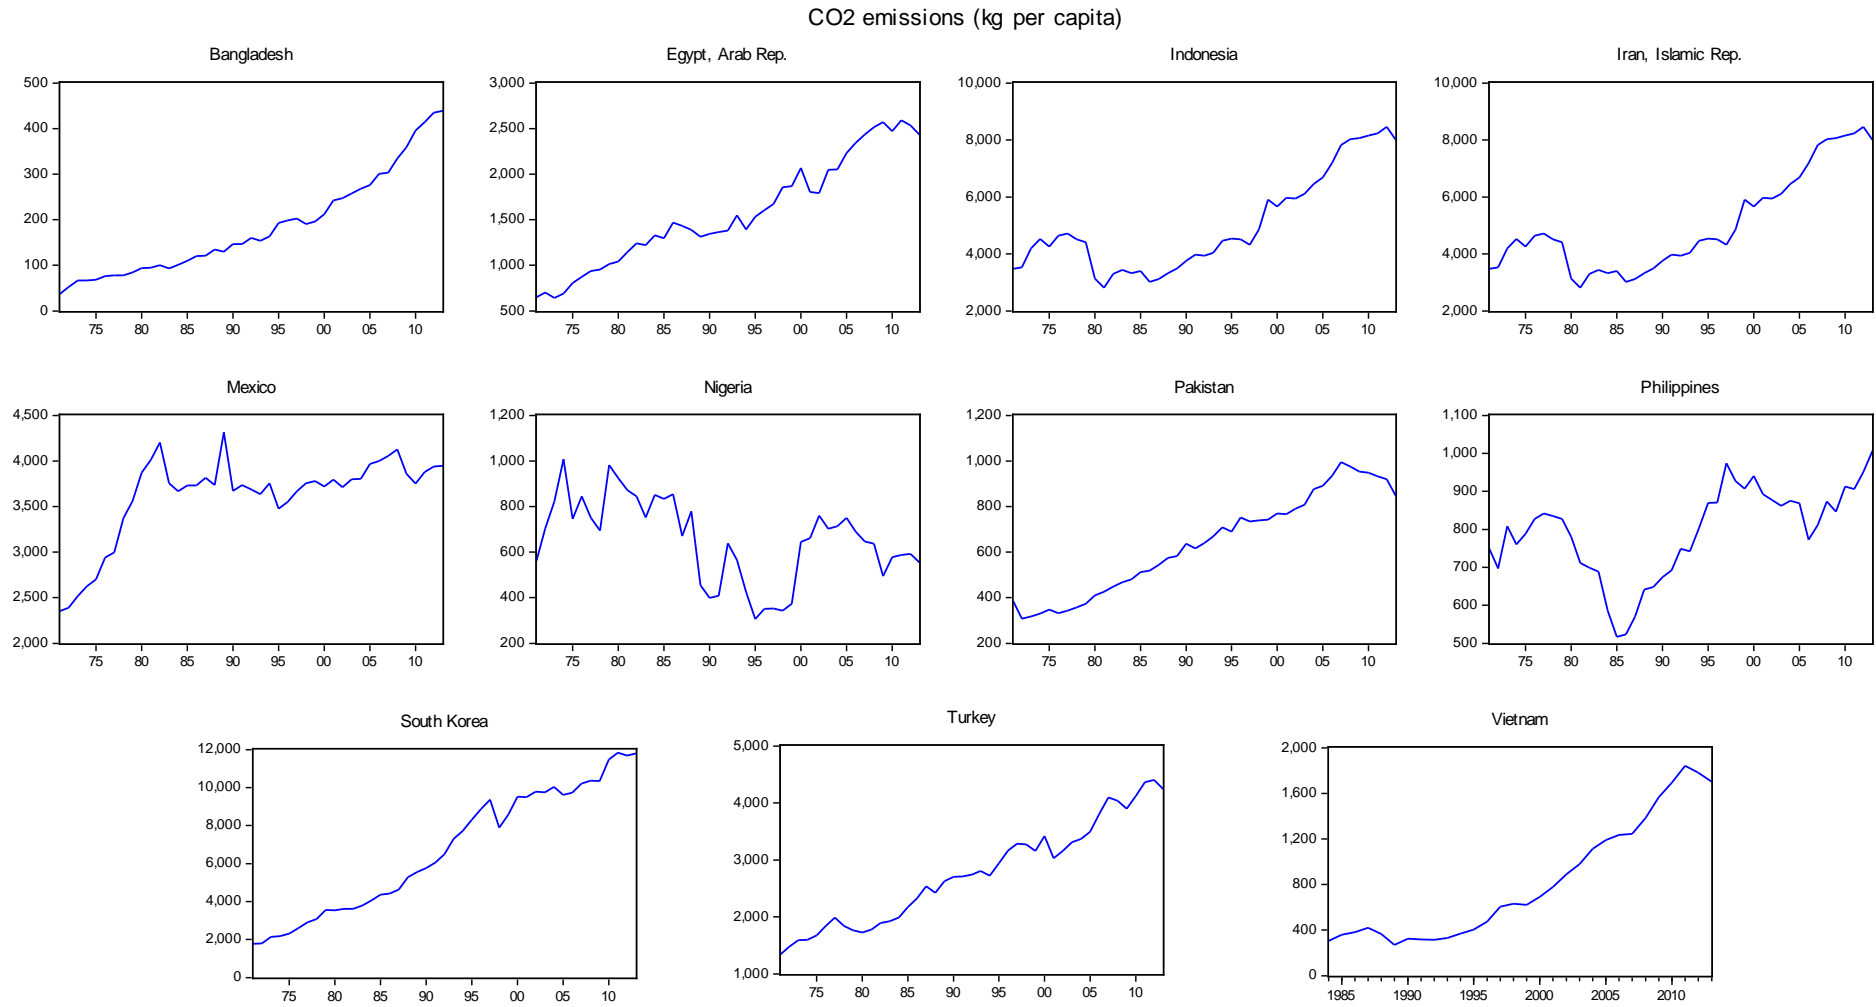 CO2 emissions (kg per capita)
Bangladesh
500
400
300
200
100
0
75 80 85 90 95 00 05 10
Egypt, Arab Rep.
3,000
2,500
2,000
1,500
1,000
500
75 80 85 90 95 00 05 10
Indonesia
10,000
8,000
6,000
4,000
2,000
75 80 85 90 95 00 05 10
Iran, Islamic Rep.
10,000
8,000
6,000
4,000
2,000
75 80 85 90 95 00 05 10
Mexico
4,500
4,000
3,500
3,000
2,500
2,000
75 80 85 90 95 00 05 10
Nigeria
1,200
1,000
800
600
400
200
75 80 85 90 95 00 05 10
Pakistan
1,200
1,000
800
600
400
200
75 80 85 90 95 00 05 10
Philippines
1,100
1,000
900
800
700
600
500
75 80 85 90 95 00 05 10
South Korea
12,000
10,000
8,000
6,000
4,000
2,000
0
75 80 85 90 95 00 05 10
Turkey
5,000
4,000
3,000
2,000
1,000
75 80 85 90 95 00 05 10
Vietnam
2,000
1,600
1,200
800
400
0
1985 1990 1995 2000 2005 2010